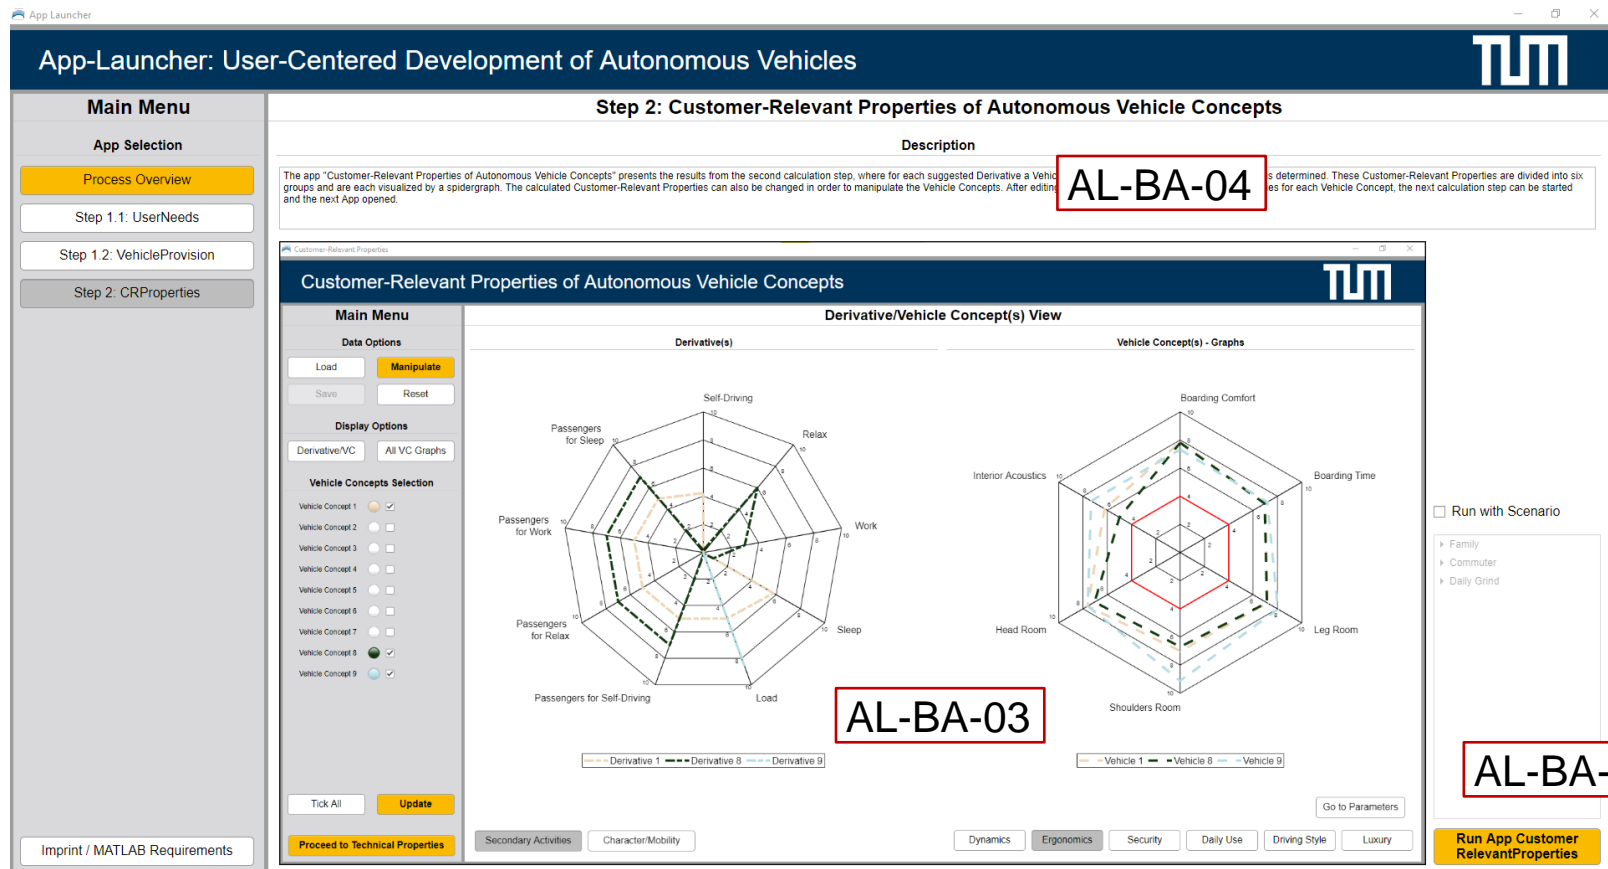 App Launcher
App-Launcher: User-Centered Development of Autonomous Vehicles
TUM
Main Menu
App Selection
Process Overview
Step 1.1: UserNeeds
Step 1.2: VehicleProvision
Step 2: CRProperties
Imprint / MATLAB Requirements
Step 2: Customer-Relevant Properties of Autonomous Vehicle Concepts
Description
The app "Customer-Relevant Properties of Autonomous Vehicle Concepts" presents the results from the second calculation step, where for each suggested Derivative a Vehic s determined. These Customer-Relevant Properties are divided into six
groups and are each visualized by a spidergraph. The calculated Customer-Relevant Properties can also be changed in order to manipulate the Vehicle Concepts. After editing es for each Vehicle Concept, the next calculation step can be started
and the next App opened.
AL-BA-04
Customer-Relevant Properties
Customer-Relevant Properties of Autonomous Vehicle Concepts
TUM
Main Menu
Data Options
Load Manipulate
Save Reset
Display Options
Derivative/VC All VC Graphs
Vehicle Concepts Selection
Vehicle Concept 1
Vehicle Concept 2
Vehicle Concept 3
Vehicle Concept 4
Vehicle Concept 5
Vehicle Concept 6
Vehicle Concept 7
Vehicle Concept 8
Vehicle Concept 9
Tick All Update
Proceed to Technical Properties
Derivative/Vehicle Concept(s) View
Derivative(s)
Self-Driving
Relax
Work
Sleep
Load
Passengers for Self-Driving
Passengers
for Relax
Passengers
for Work
Passengers
for Sleep
Derivative 1 Derivative 8 Derivative 9
Secondary Activities Character/Mobility
AL-BA-03
Vehicle Concept(s) - Graphs
Boarding Comfort
Boarding Time
Leg Room
Shoulders Room
Head Room
Interior Acoustics
Vehicle 1 Vehicle 8 Vehicle 9
Go to Parameters
Dynamics Ergonomics Security Daily Use Driving Style Luxury
Run with Scenario
Family
Commuter
Daily Grind
AL-BA-
Run App Customer
RelevantProperties